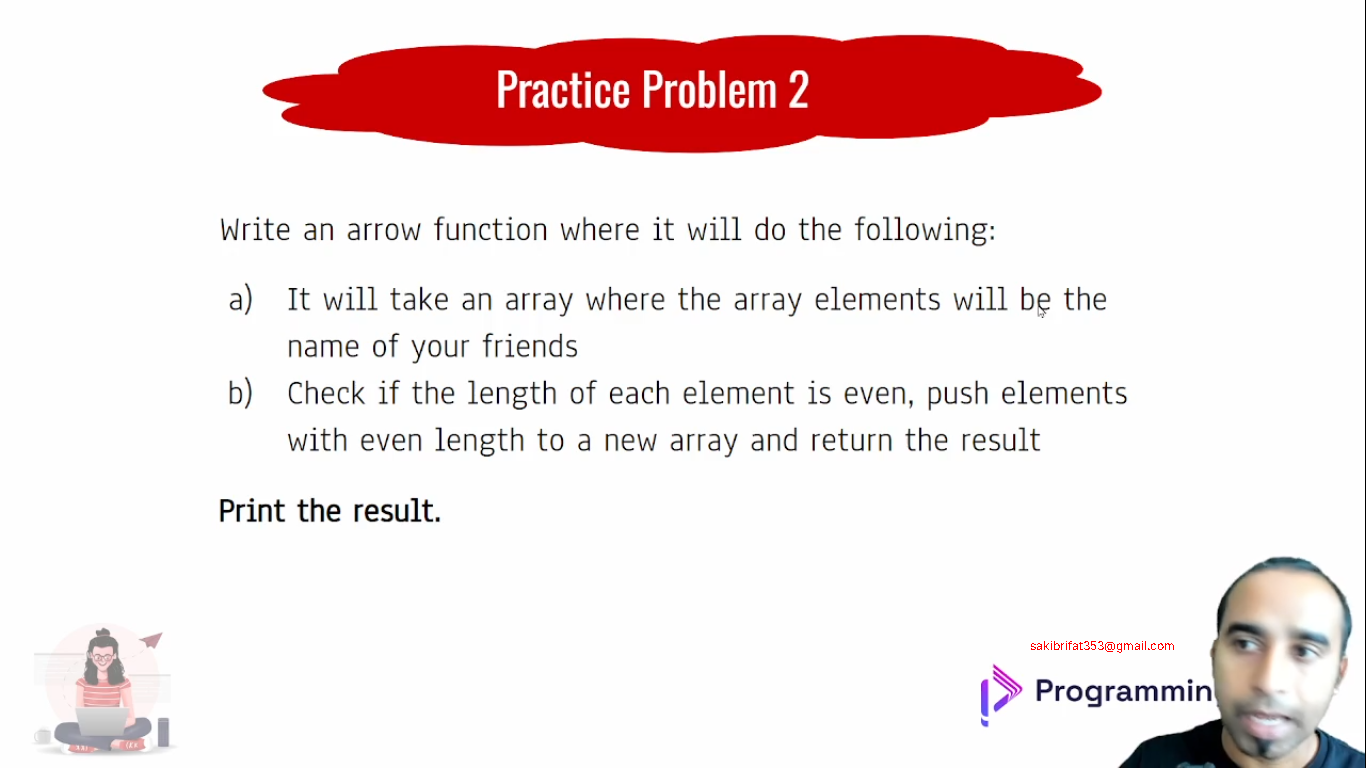 Practice Problem 2
Write an arrow function where it will do the following:
a) It will take an array where the array elements will be the
name of your friends
b) Check if the length of each element is even, push elements
with even length to a new array and return the result
Print the result.
sakibrifat353@gmail.com
Programmin